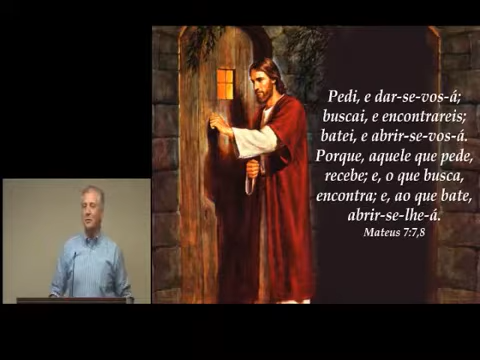 Pedi, e dar-se-vos-á;
buscai, e encontrareis;
batei, e abrir-se-vos-á.
Porque, aquele que pede,
recebe; e, o que busca,
encontra; e, ao que bate,
abrir-se-lhe-á.
Mateus 7:7,8